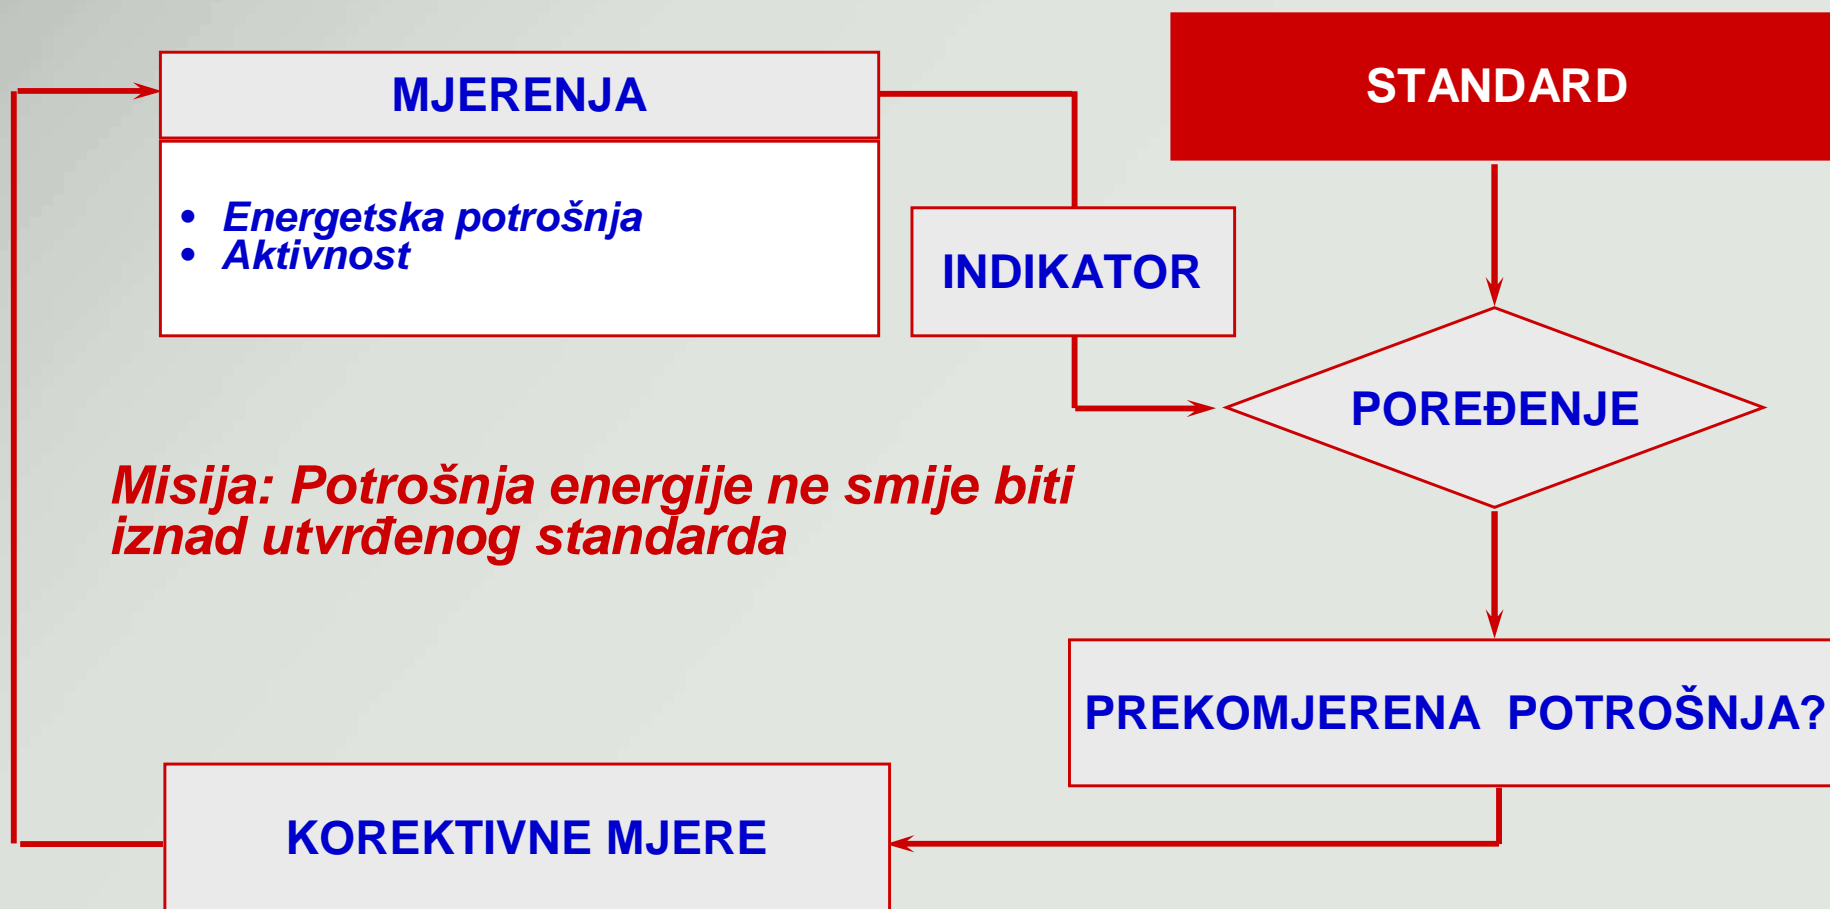 MJERENJA
STANDARD
• Energetska potrošnja
• Aktivnost
INDIKATOR
POREĐENJE
Misija: Potrošnja energije ne smije biti
iznad utvrđenog standarda
PREKOMJERENA POTROŠNJA?
KOREKTIVNE MJERE